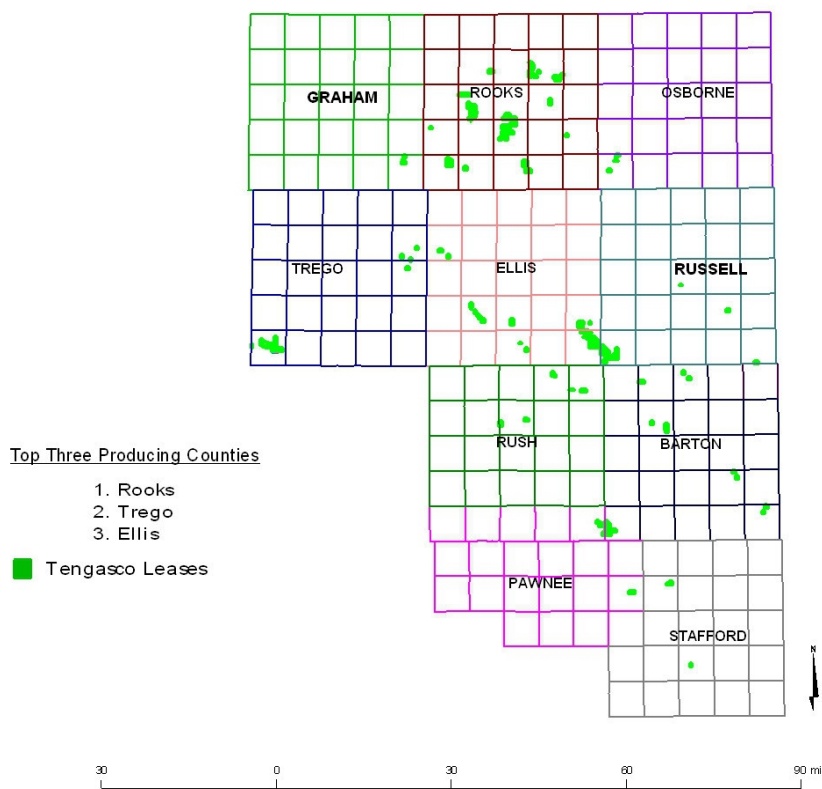 GRAHAM
ROOKS
OSBORNE
TREGO
ELLIS
RUSSELL
RUSH
BARTON
Top Three Producing Counties
1. Rooks
2. Trego
3. Ellis
Tengasco Leases
PAWNEE
STAFFORD
N
30 0 30 60 90 mi